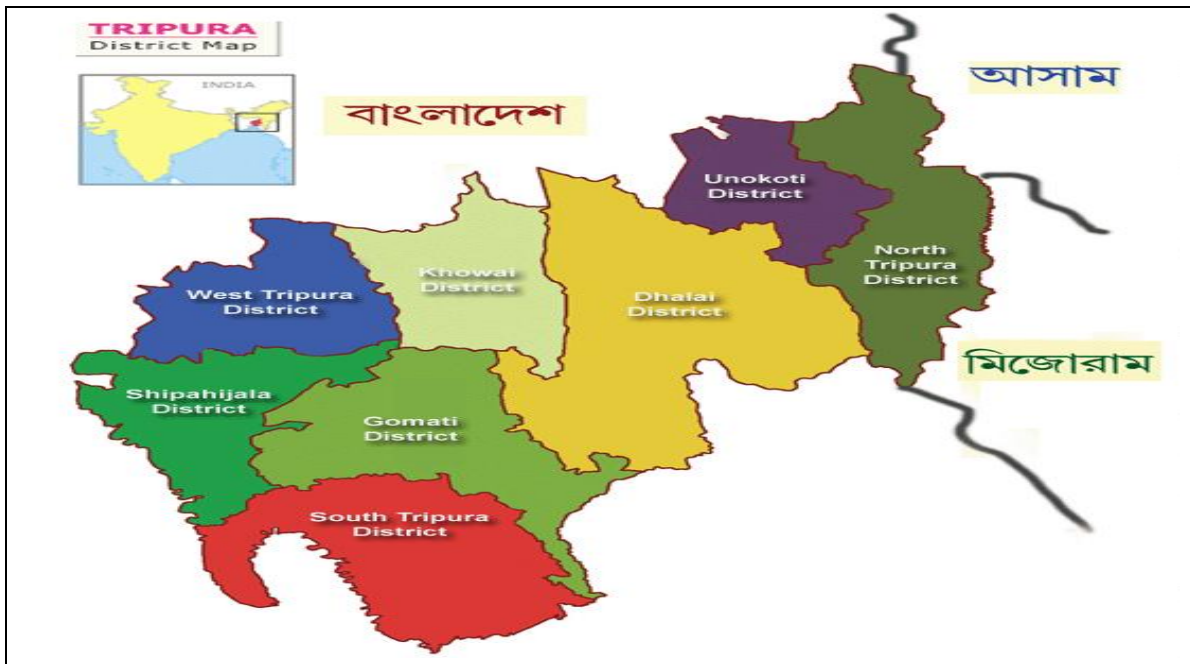 TRIPURA
District Map
INDIA
বাংলাদেশ
আসাম
Unokoti
District
North
Tripura
District
Khowai
District
Dhalai
District
West Tripura
District
মিজোরাম
Shipahijala
District
Gomati
District
South Tripura
District